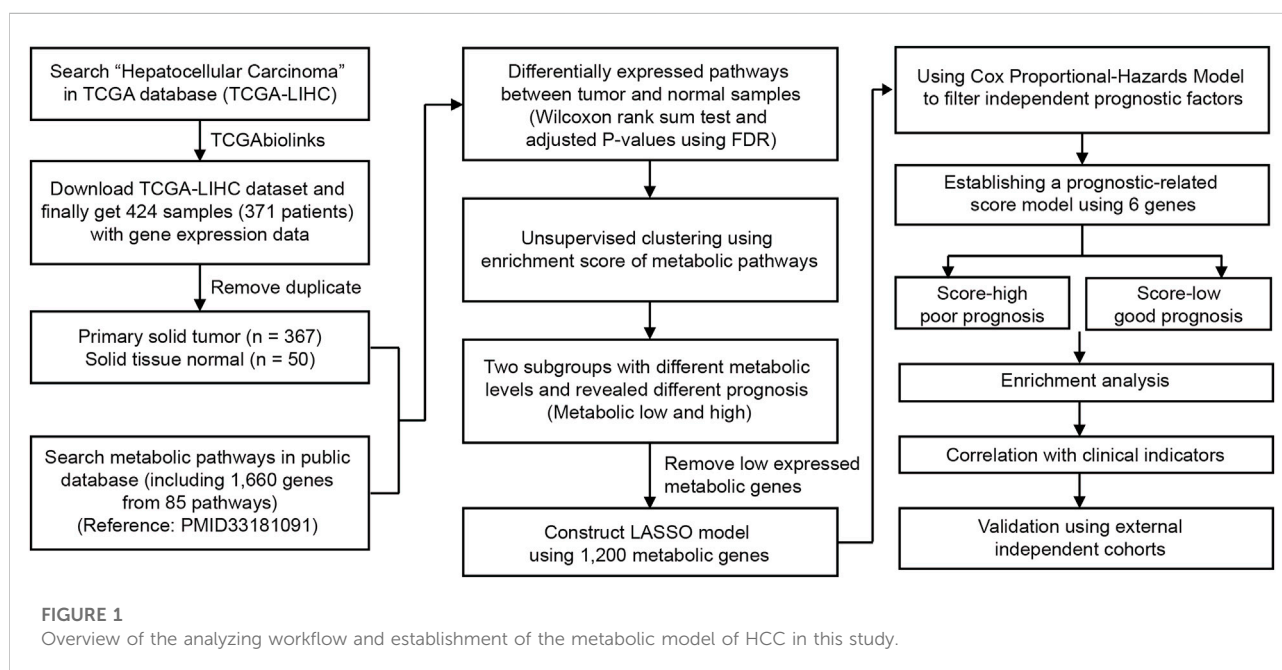 Search “Hepatocellular Carcinoma”
in TCGA database (TCGA-LIHC)
TCGAbiolinks
Download TCGA-LIHC dataset and
finally get 424 samples (371 patients)
with gene expression data
Remove duplicate
Primary solid tumor (n = 367)
Solid tissue normal (n = 50)
Search metabolic pathways in public
database (including 1,660 genes
from 85 pathways)
(Reference: PMID33181091)
Differentially expressed pathways
between tumor and normal samples
(Wilcoxon rank sum test and
adjusted P-values using FDR)
Unsupervised clustering using
enrichment score of metabolic pathways
Two subgroups with different metabolic
levels and revealed different prognosis
(Metabolic low and high)
Remove low expressed
metabolic genes
Construct LASSO model
using 1,200 metabolic genes
Using Cox Proportional-Hazards Model
to filter independent prognostic factors
Establishing a prognostic-related
score model using 6 genes
Score-high
poor prognosis
Score-low
good prognosis
Enrichment analysis
Correlation with clinical indicators
Validation using external
independent cohorts
FIGURE 1
Overview of the analyzing workflow and establishment of the metabolic model of HCC in this study.